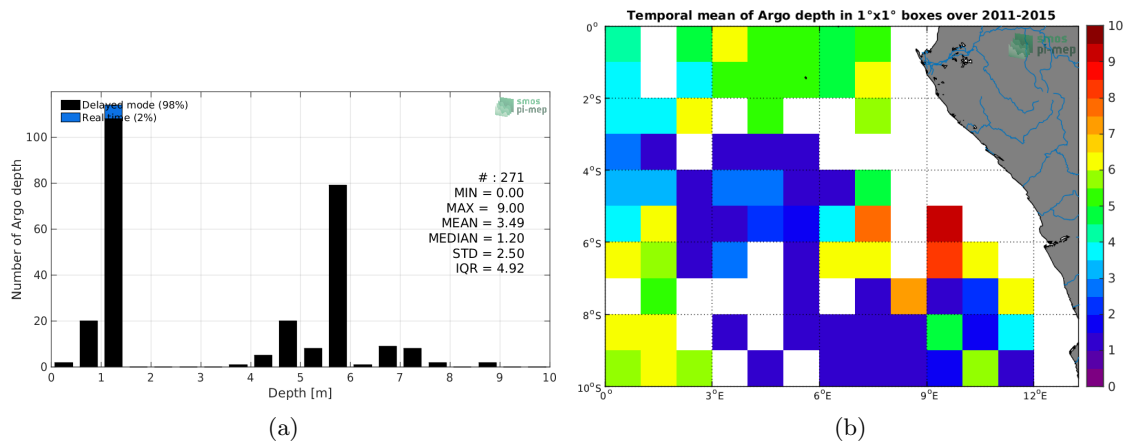 Temporal mean of Argo depth in 1°x1° boxes over 2011-2015
Delayed mode (98%)
Real time (2%)
smos
pi-mep
# : 271
MIN = 0.00
MAX = 9.00
MEAN = 3.49
MEDIAN = 1.20
STD = 2.50
IQR = 4.92
Number of Argo depth
0
20
40
60
80
100
0 1 2 3 4 5 6 7 8 9 10
Depth [m]
(a)
smos
pi-mep
0°
2°S
4°S
6°S
8°S
10°S
0° 3°E 6°E 9°E 12°E
10
9
8
7
6
5
4
3
2
1
0
(b)